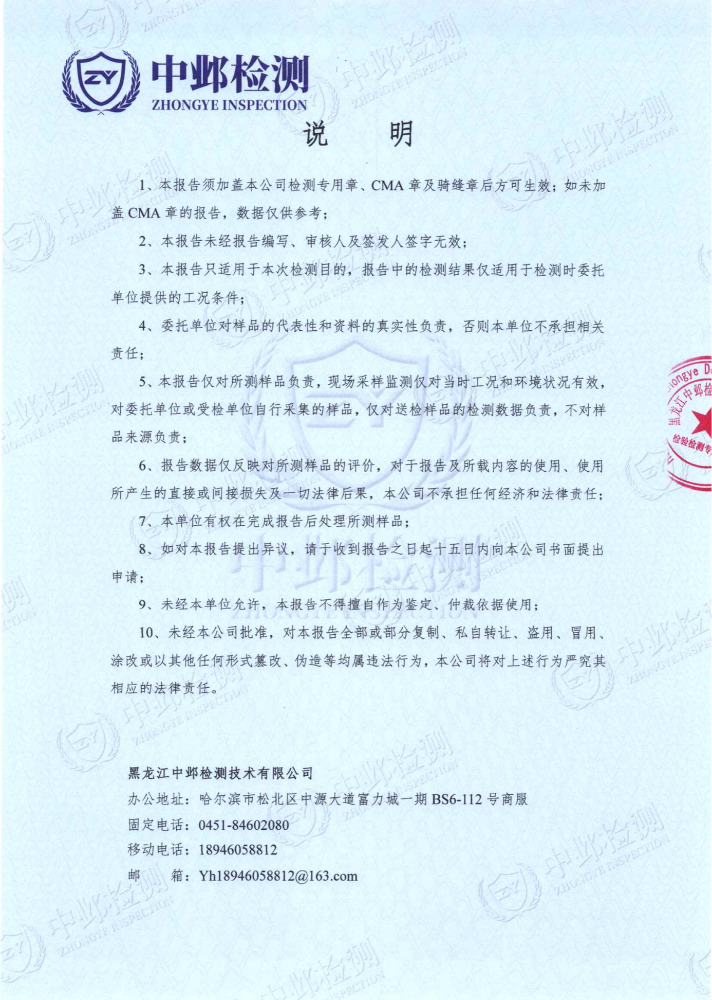 ZY
中邺检测
ZHONGYE INSPECTION
说 明
1、本报告须加盖本公司检测专用章、CMA 章及骑缝章后方可生效；如未加
盖 CMA 章的报告，数据仅供参考；
2、本报告未经报告编写、审核人及签发人签字无效；
3、本报告只适用于本次检测目的，报告中的检测结果仅适用于检测时委托
单位提供的工况条件；
4、委托单位对样品的代表性和资料的真实性负责，否则本单位不承担相关
责任；
5、本报告仅对所测样品负责，现场采样监测仅对当时工况和环境状况有效，
对委托单位或受检单位自行采集的样品，仅对送检样品的检测数据负责，不对样
品来源负责；
6、报告数据仅反映对所测样品的评价，对于报告及所载内容的使用、使用
所产生的直接或间接损失及一切法律后果，本公司不承担任何经济和法律责任；
7、本单位有权在完成报告后处理所测样品；
8、如对本报告提出异议，请于收到报告之日起十五日内向本公司书面提出
申请；
9、未经本单位允许，本报告不得擅自作为鉴定、仲裁依据使用；
10、未经本公司批准，对本报告全部或部分复制、私自转让、盗用、冒用、
涂改或以其他任何形式篡改、伪造等均属违法行为，本公司将对上述行为严究其
相应的法律责任。
黑龙江中邺检测技术有限公司
办公地址：哈尔滨市松北区中源大道富力城一期 BS6-112 号商服
固定电话：0451-84602080
移动电话：18946058812
邮 箱：Yh18946058812@163.com
ongye D
黑龙江中邺检
检验检测专